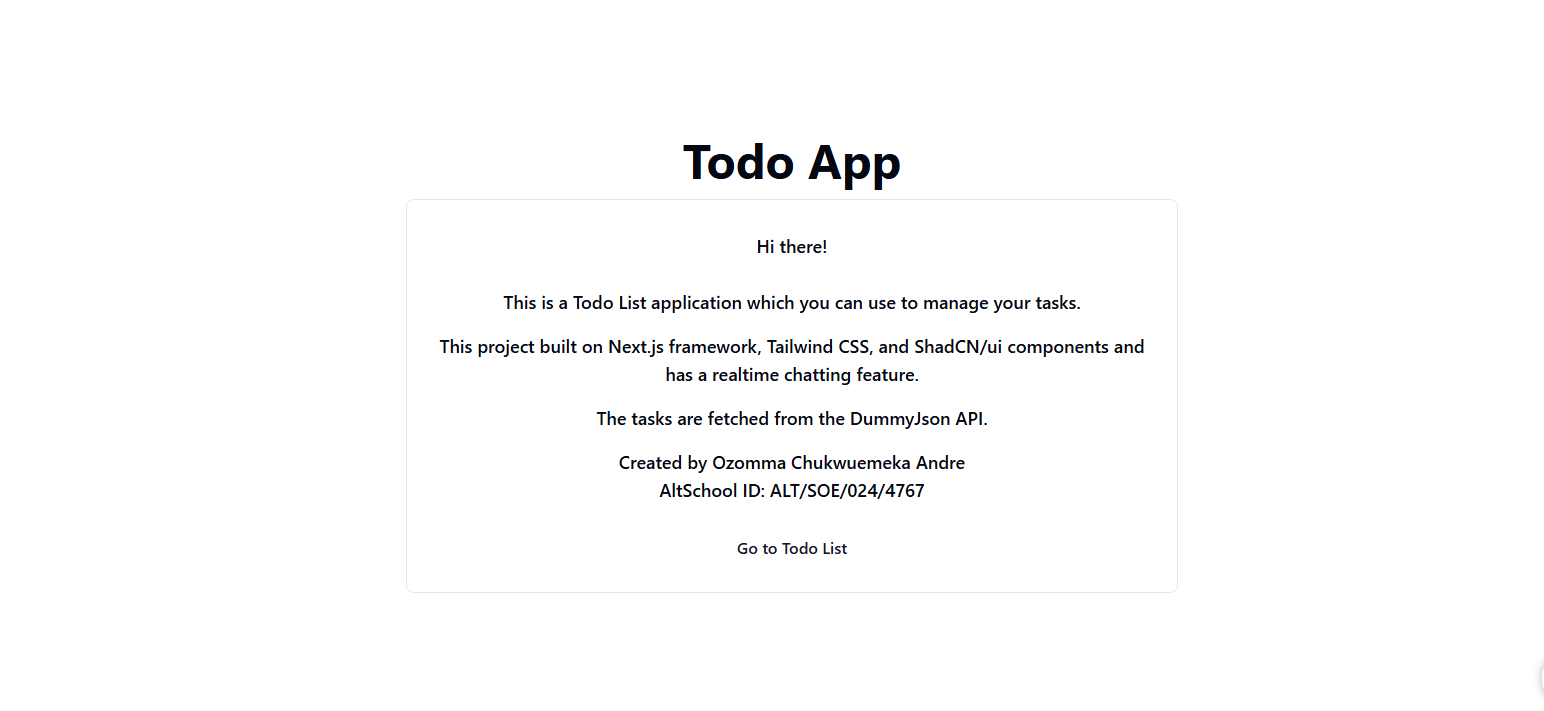 Todo App
Hi there!
This is a Todo List application which you can use to manage your tasks.
This project built on Next.js framework, Tailwind CSS, and ShadCN/ui components and
has a realtime chatting feature.
The tasks are fetched from the DummyJson API.
Created by Ozomma Chukwuemeka Andre
AltSchool ID: ALT/SOE/024/4767
Go to Todo List